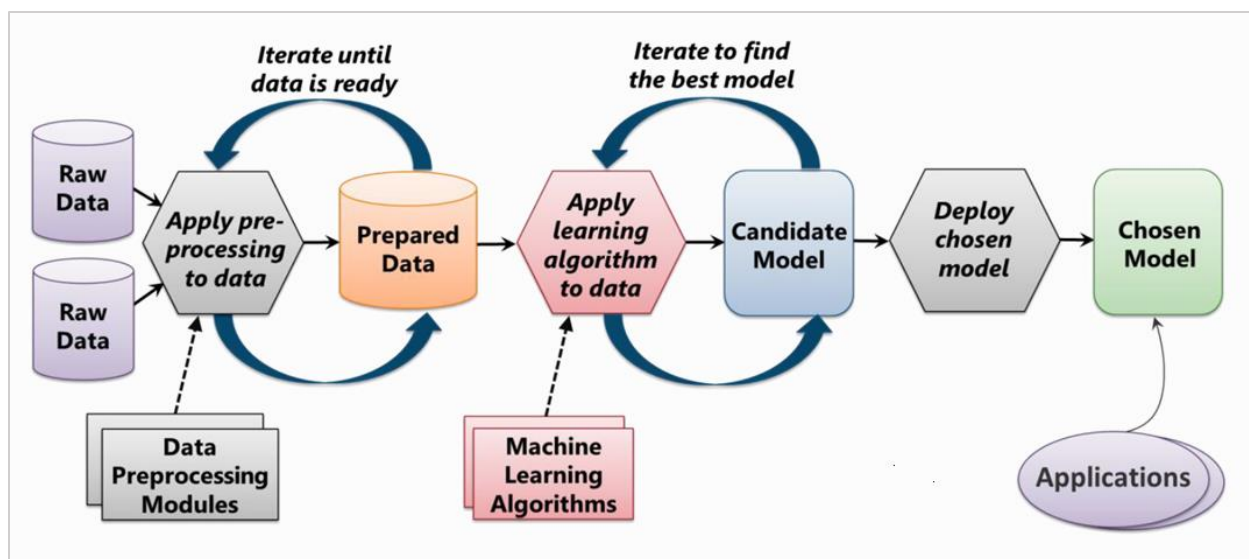 Iterate until
data is ready
Iterate to find
the best model
Raw
Data
Raw
Data
Apply pre-
processing
to data
Prepared
Data
Apply
learning
algorithm
to data
Candidate
Model
Deploy
chosen
model
Chosen
Model
Data
Preprocessing
Modules
Machine
Learning
Algorithms
Applications